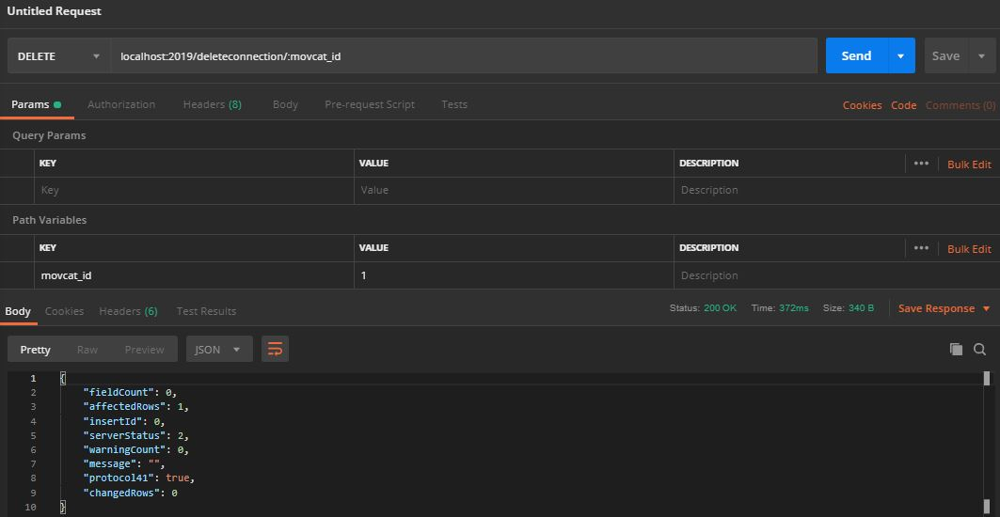 Untitled Request
DELETE localhost:2019/deleteconnection/:movcat_id Send Save
Params Authorization Headers (8) Body Pre-request Script Tests Cookies Code Comments (0)
Query Params
KEY VALUE DESCRIPTION ••• Bulk Edit
Key Value Description
Path Variables
KEY VALUE DESCRIPTION ••• Bulk Edit
movcat_id 1 Description
Body Cookies Headers (6) Test Results Status: 200 OK Time: 372ms Size: 340 B Save Response
Pretty Raw Preview JSON
1 {
2 "fieldCount": 0,
3 "affectedRows": 1,
4 "insertId": 0,
5 "serverStatus": 2,
6 "warningCount": 0,
7 "message": "",
8 "protocol41": true,
9 "changedRows": 0
10 }